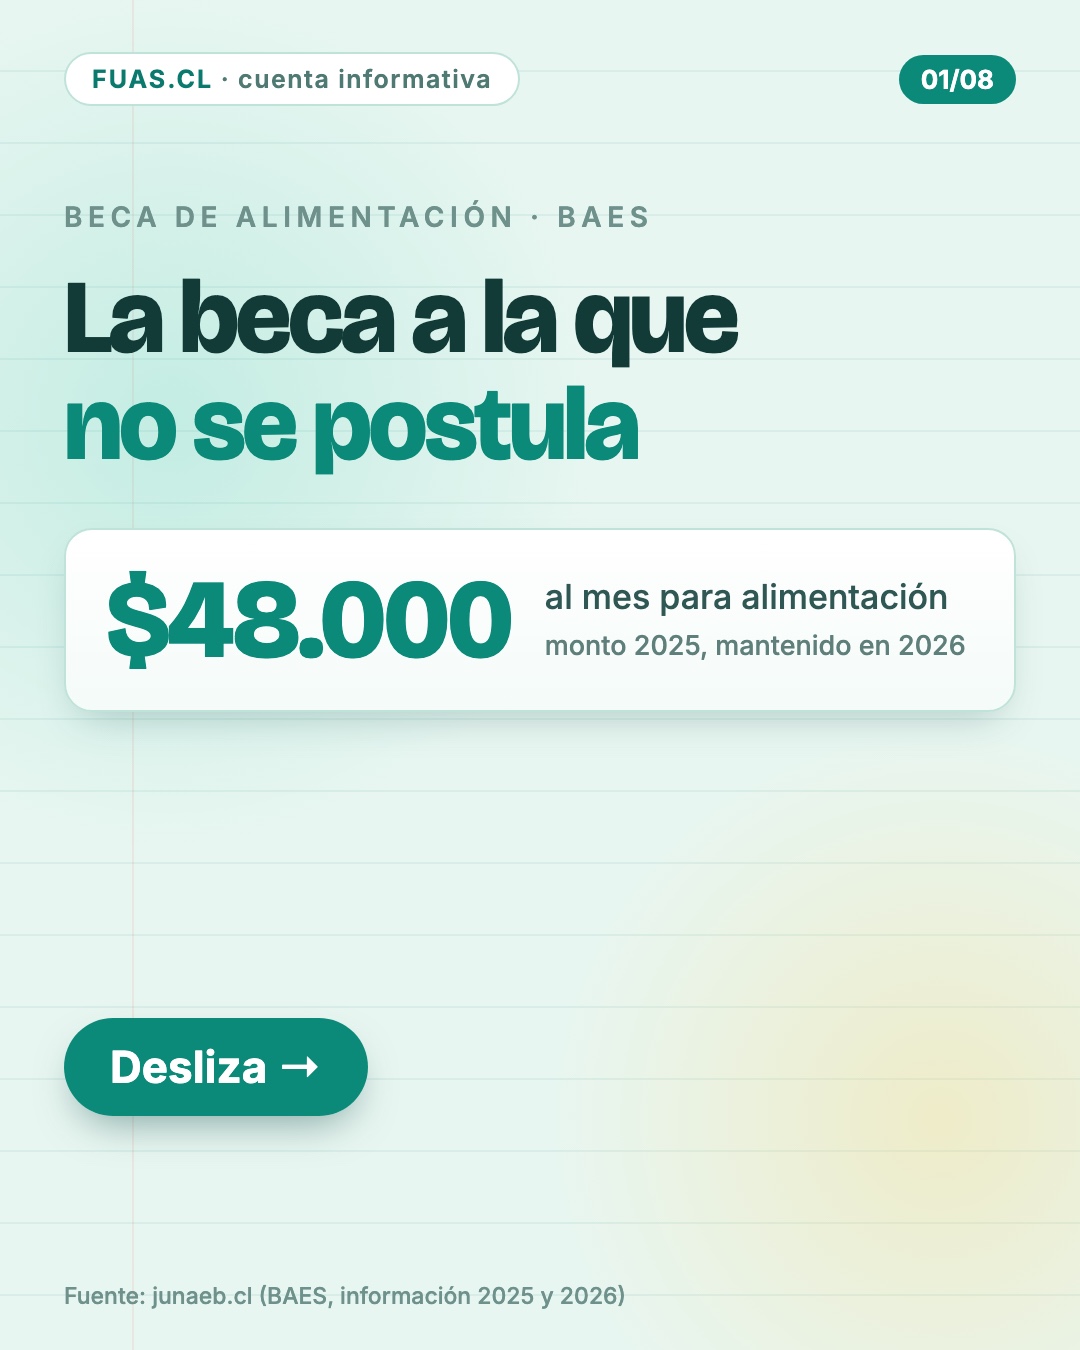 FUAS.CL · cuenta informativa
01/08
BECA DE ALIMENTACIÓN · BAES
La beca a la que
no se postula
$48.000
al mes para alimentación
monto 2025, mantenido en 2026
Desliza →
Fuente: junaeb.cl (BAES, información 2025 y 2026)